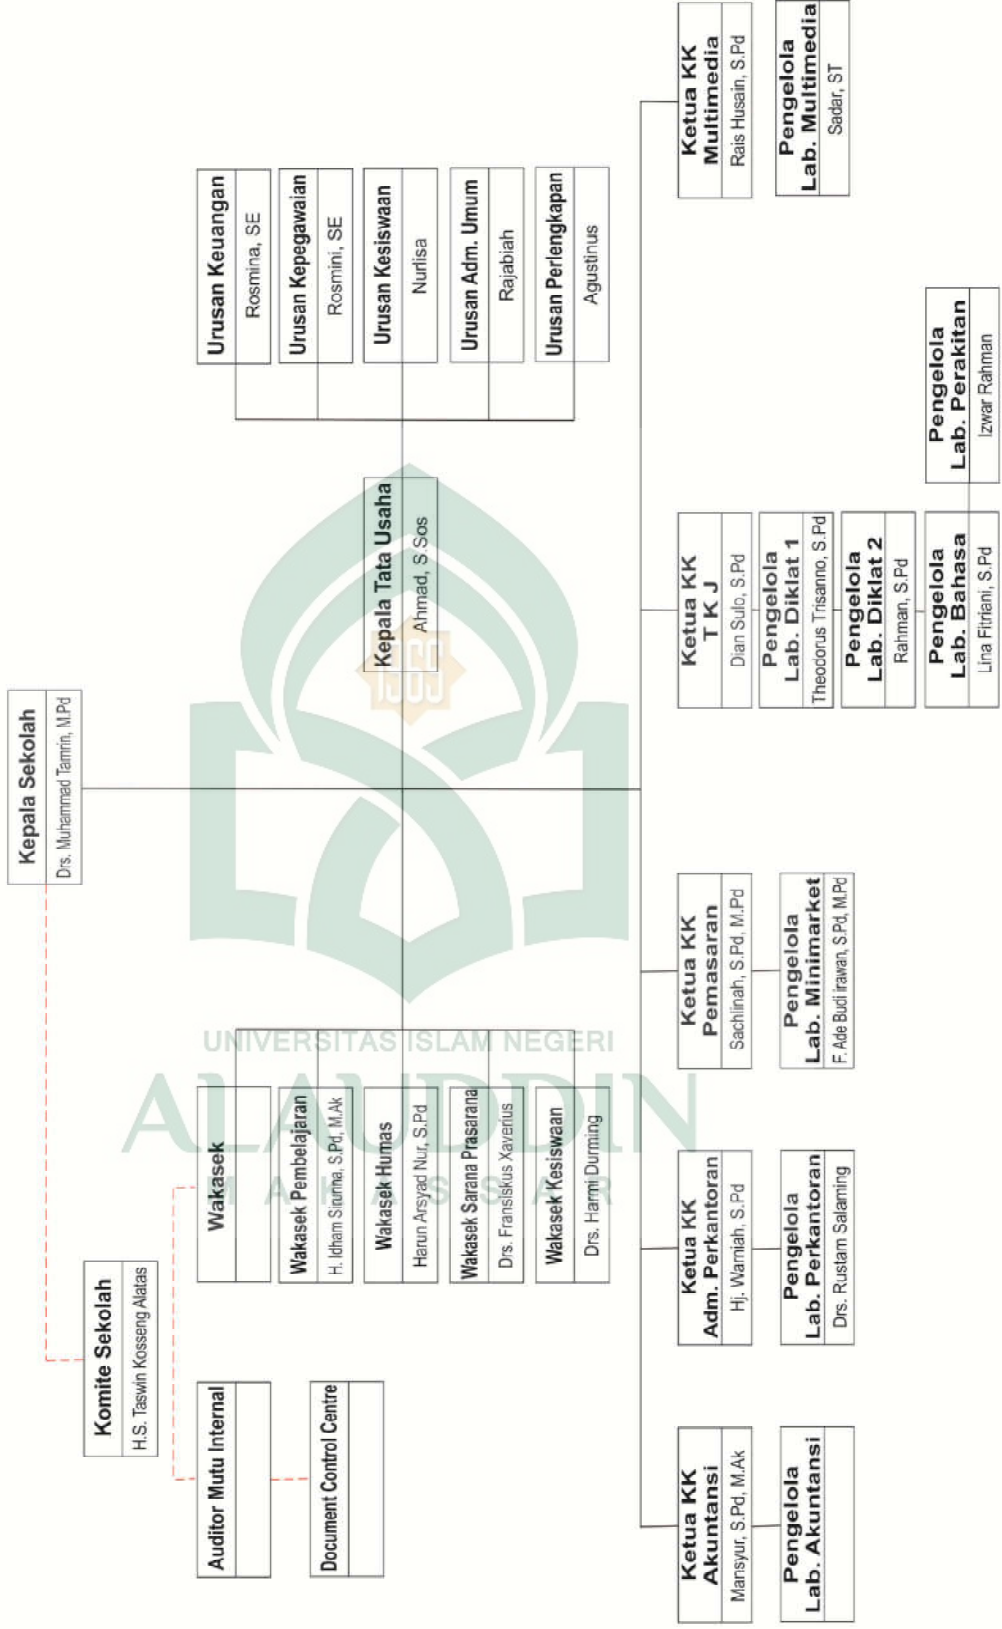 Kepala Sekolah
Drs. Muhammad Tamrin, M.Pd
Komite Sekolah
H.S. Taswin Kosseng Alatas
Auditor Mutu Internal
Document Control Centre
Wakasek
Wakasek Pembelajaran
H. Idham Sirunna, S.Pd, M.Ak
Wakasek Humas
Harun Arsyad Nur, S.Pd
Wakasek Sarana Prasarana
Drs. Fransiskus Xaverius
Wakasek Kesiswaan
Drs. Harmi Durming
Kepala Tata Usaha
Ahmad, S.Sos
Urusan Keuangan
Rosmina, SE
Urusan Kepegawaian
Rosmini, SE
Urusan Kesiswaan
Nurlisa
Urusan Adm. Umum
Rajabiah
Urusan Perlengkapan
Agustinus
Ketua KK
Akuntansi
Mansyur, S.Pd, M.Ak
Pengelola
Lab. Akuntansi
Ketua KK
Adm. Perkantoran
Hj. Warniah, S.Pd
Pengelola
Lab. Perkantoran
Drs. Rustam Salaming
Ketua KK
Pemasaran
Sachlinah, S.Pd, M.Pd
Pengelola
Lab. Minimarket
F. Ade Budi irawan, S.Pd, M.Pd
Ketua KK
T K J
Dian Sulo, S.Pd
Pengelola
Lab. Diklat 1
Theodorus Trisanno, S.Pd
Pengelola
Lab. Diklat 2
Rahman, S.Pd
Pengelola
Lab. Bahasa
Lina Fitriani, S.Pd
Pengelola
Lab. Perakitan
Izwar Rahman
Ketua KK
Multimedia
Rais Husain, S.Pd
Pengelola
Lab. Multimedia
Sadar, ST
1965
UNIVERSITAS ISLAM NEGERI
ALAUDDIN
MAKASSAR